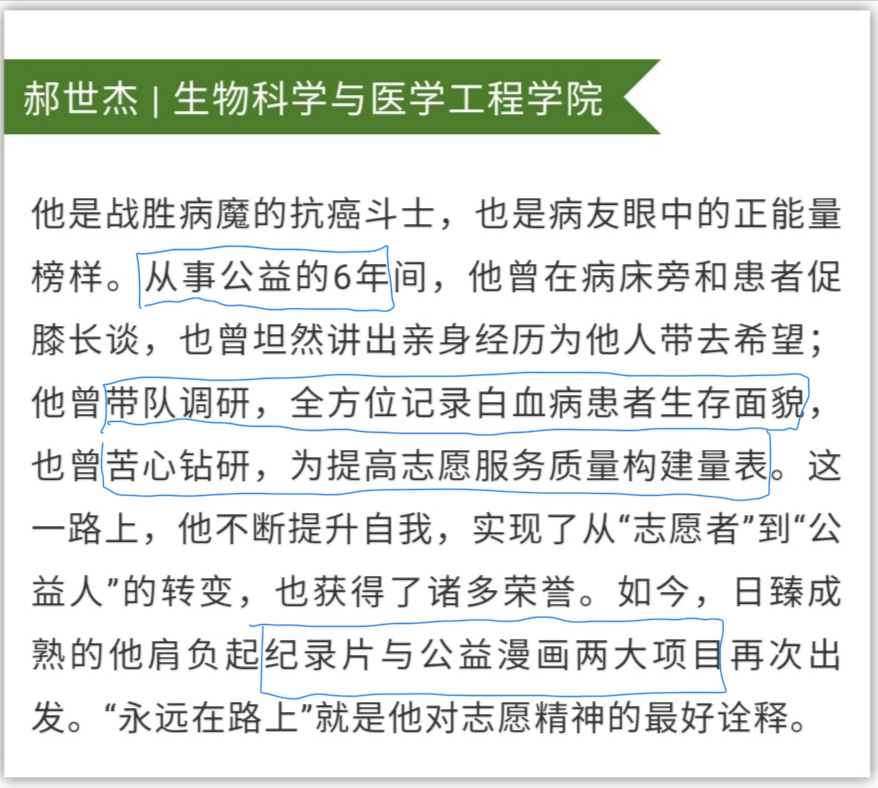 郝世杰 | 生物科学与医学工程学院
他是战胜病魔的抗癌斗士，也是病友眼中的正能量
榜样。从事公益的6年间，他曾在病床旁和患者促
膝长谈，也曾坦然讲出亲身经历为他人带去希望；
他曾带队调研，全方位记录白血病患者生存面貌，
也曾苦心钻研，为提高志愿服务质量构建量表。这
一路上，他不断提升自我，实现了从“志愿者”到“公
益人”的转变，也获得了诸多荣誉。如今，日臻成
熟的他肩负起纪录片与公益漫画两大项目再次出
发。“永远在路上”就是他对志愿精神的最好诠释。